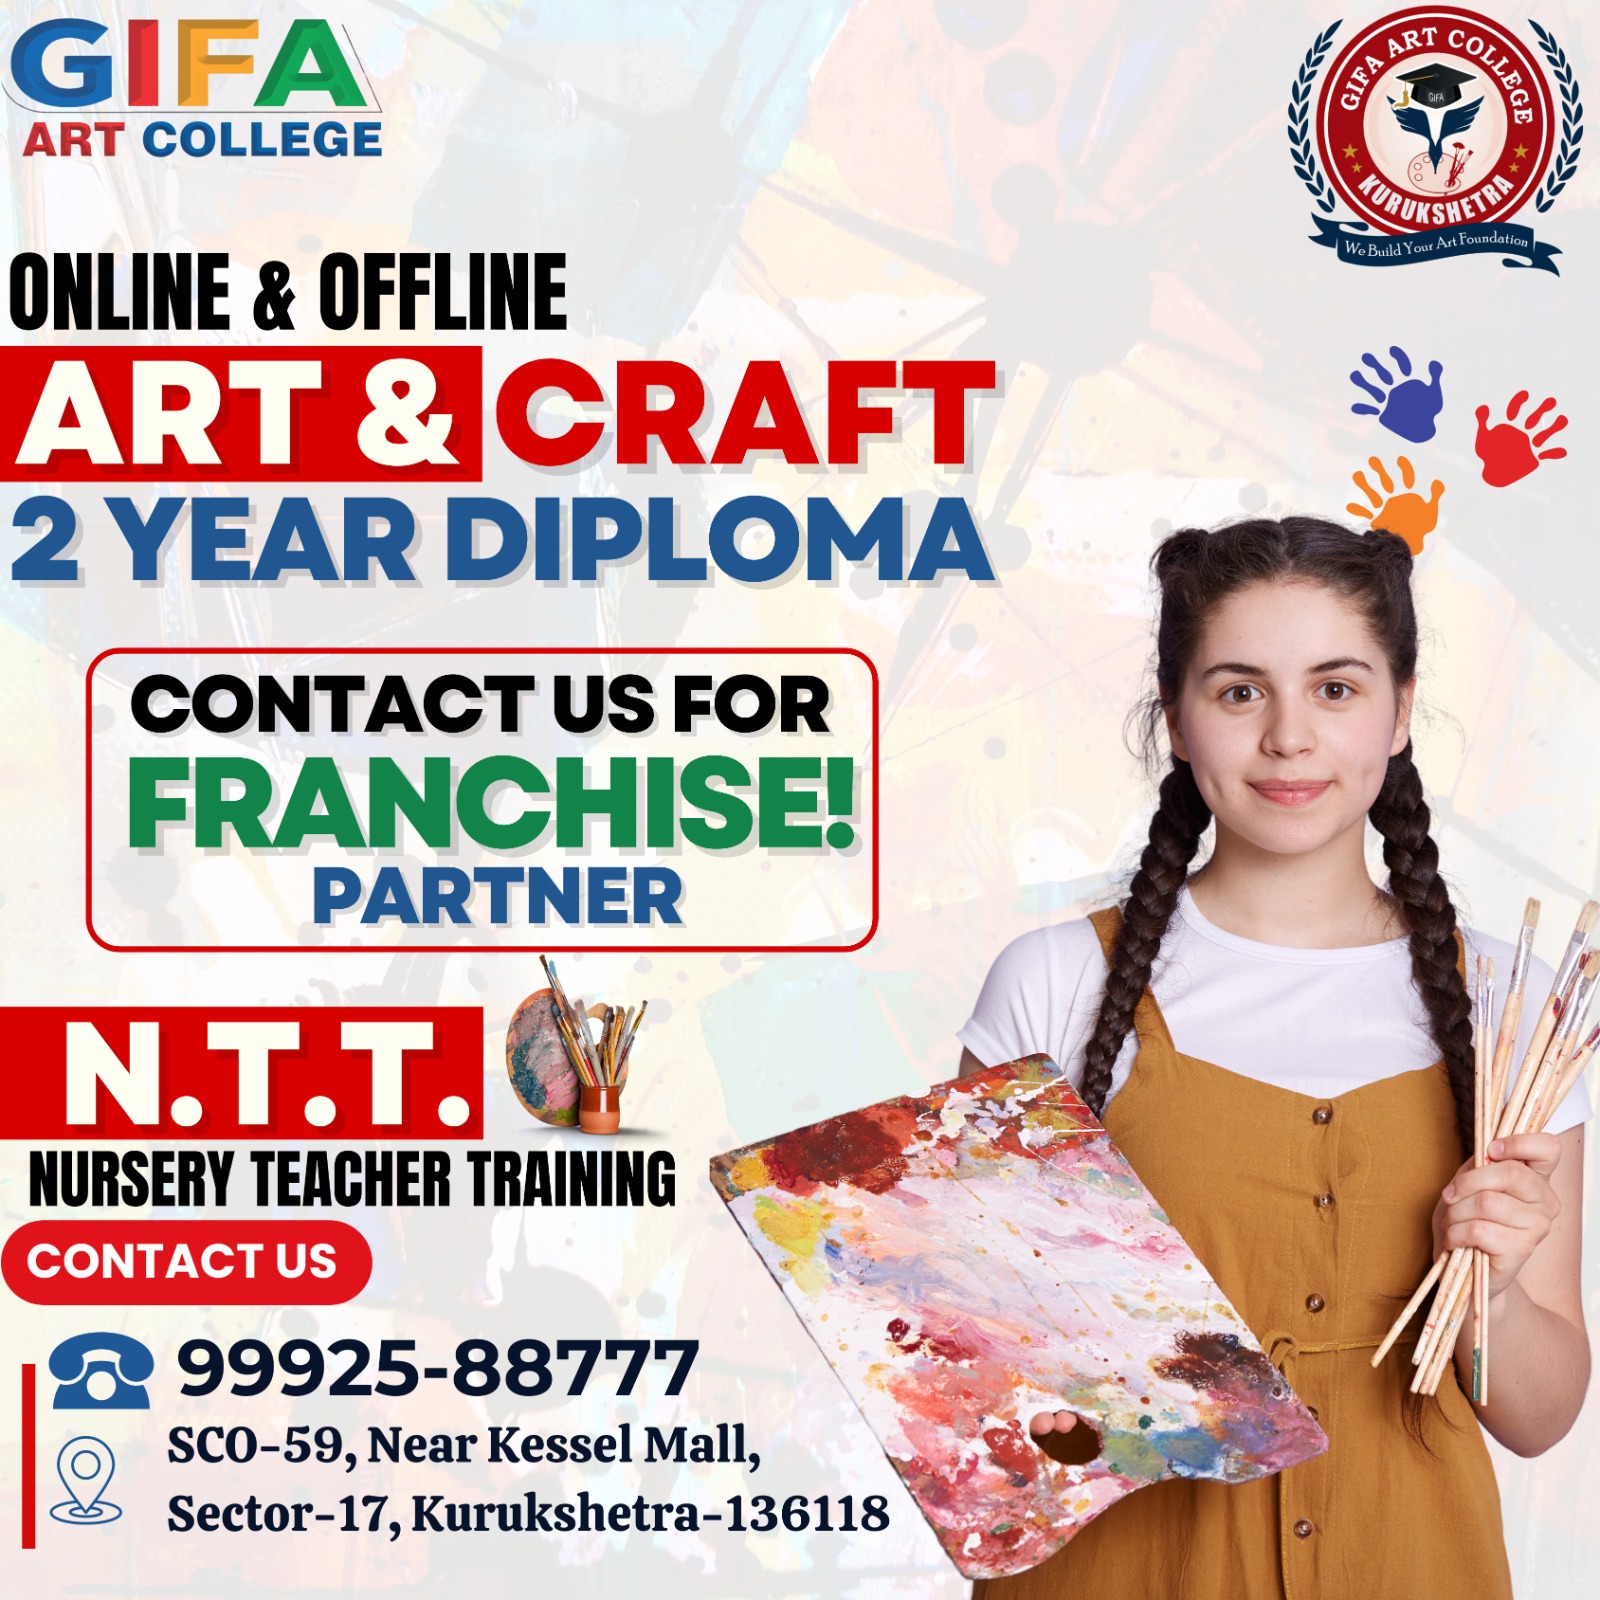 GIFA
ART COLLEGE
GIFA ART COLLEGE
GIFA
KURUKSHETRA
We Build Your Art Foundation
ONLINE & OFFLINE
ART & CRAFT
2 YEAR DIPLOMA
CONTACT US FOR
FRANCHISE!
PARTNER
N.T.T.
NURSERY TEACHER TRAINING
CONTACT US
99925-88777
SCO-59, Near Kessel Mall,
Sector-17, Kurukshetra-136118